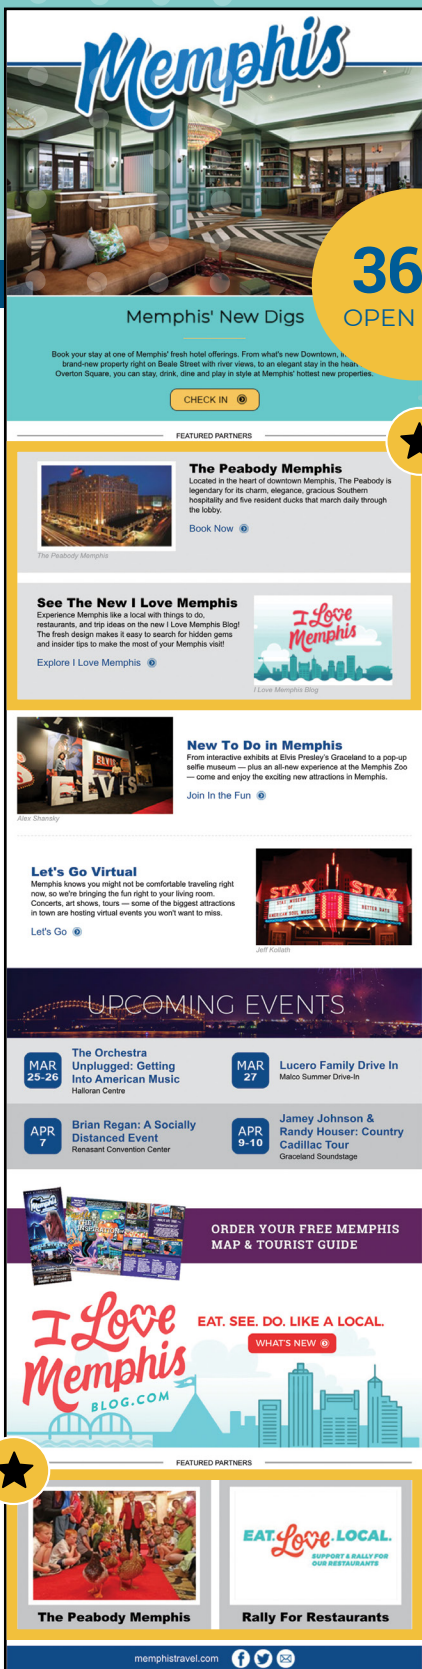 Memphis
36
OPEN
Memphis' New Digs
Book your stay at one of Memphis' fresh hotel offerings. From what's new Downtown,
brand-new property right on Beale Street with river views, to an elegant stay in the
Overton Square, you can stay, drink, dine and play in style at Memphis' hottest new properties.
CHECK IN
FEATURED PARTNERS
The Peabody Memphis
Located in the heart of downtown Memphis, The Peabody is
legendary for its charm, elegance, gracious Southern
hospitality and five resident ducks that march daily through
the lobby.
Book Now
The Peabody Memphis
See The New I Love Memphis
Experience Memphis like a local with things to do,
restaurants, and trip ideas on the new I Love Memphis Blog!
The fresh design makes it easy to search for hidden gems
and insider tips to make the most of your Memphis visit!
Explore I Love Memphis
I Love
Memphis
I Love Memphis Blog
ELVIS
ELVIS
New To Do in Memphis
From interactive exhibits at Elvis Presley's Graceland to a pop-up
selfie museum — plus an all-new experience at the Memphis Zoo
— come and enjoy the exciting new attractions in Memphis.
Join In the Fun
Alex Shansky
Let's Go Virtual
Memphis knows you might not be comfortable traveling right
now, so we're bringing the fun right to your living room.
Concerts, art shows, tours — some of the biggest attractions
in town are hosting virtual events you won't want to miss.
Let's Go
STAX STAX
STAX MUSEUM
AMERICAN SOUL MUSIC
Jeff Kollath
UPCOMING EVENTS
MAR
25-26
The Orchestra
Unplugged: Getting
Into American Music
Halloran Centre
MAR
27
Lucero Family Drive In
Malco Summer Drive-In
APR
7
Brian Regan: A Socially
Distanced Event
Renasant Convention Center
APR
9-10
Jamey Johnson &
Randy Houser: Country
Cadillac Tour
Graceland Soundstage
Memphis
INSPIRATION
ORDER YOUR FREE MEMPHIS
MAP & TOURIST GUIDE
I Love
Memphis
BLOG.COM
EAT. SEE. DO. LIKE A LOCAL.
WHAT'S NEW
FEATURED PARTNERS
The Peabody Memphis
EAT. Love. LOCAL.
SUPPORT & RALLY FOR
OUR RESTAURANTS
Rally For Restaurants
memphistravel.com